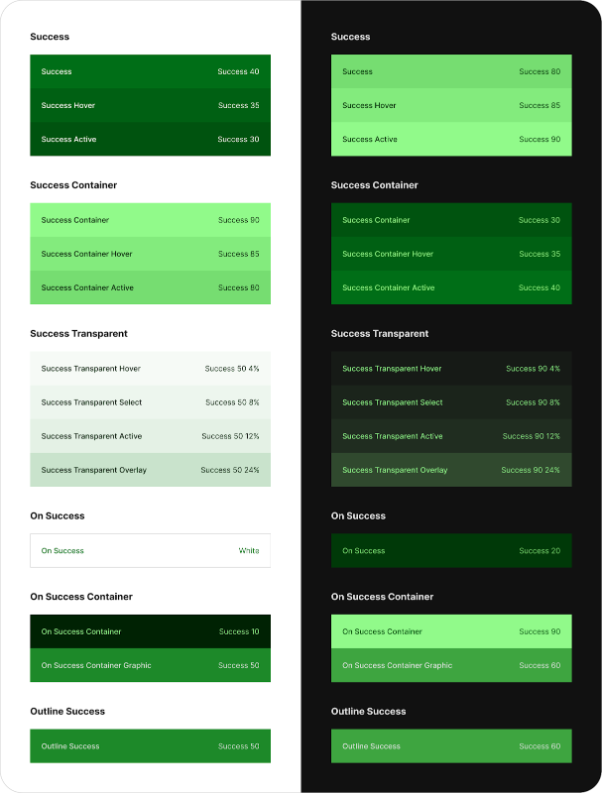 Success
Success Success 40
Success Hover Success 35
Success Active Success 30
Success Container
Success Container Success 90
Success Container Hover Success 85
Success Container Active Success 80
Success Transparent
Success Transparent Hover Success 50 4%
Success Transparent Select Success 50 8%
Success Transparent Active Success 50 12%
Success Transparent Overlay Success 50 24%
On Success
On Success White
On Success Container
On Success Container Success 10
On Success Container Graphic Success 50
Outline Success
Outline Success Success 50
Success
Success Success 80
Success Hover Success 85
Success Active Success 90
Success Container
Success Container Success 30
Success Container Hover Success 35
Success Container Active Success 40
Success Transparent
Success Transparent Hover Success 90 4%
Success Transparent Select Success 90 8%
Success Transparent Active Success 90 12%
Success Transparent Overlay Success 90 24%
On Success
On Success Success 20
On Success Container
On Success Container Success 90
On Success Container Graphic Success 60
Outline Success
Outline Success Success 60